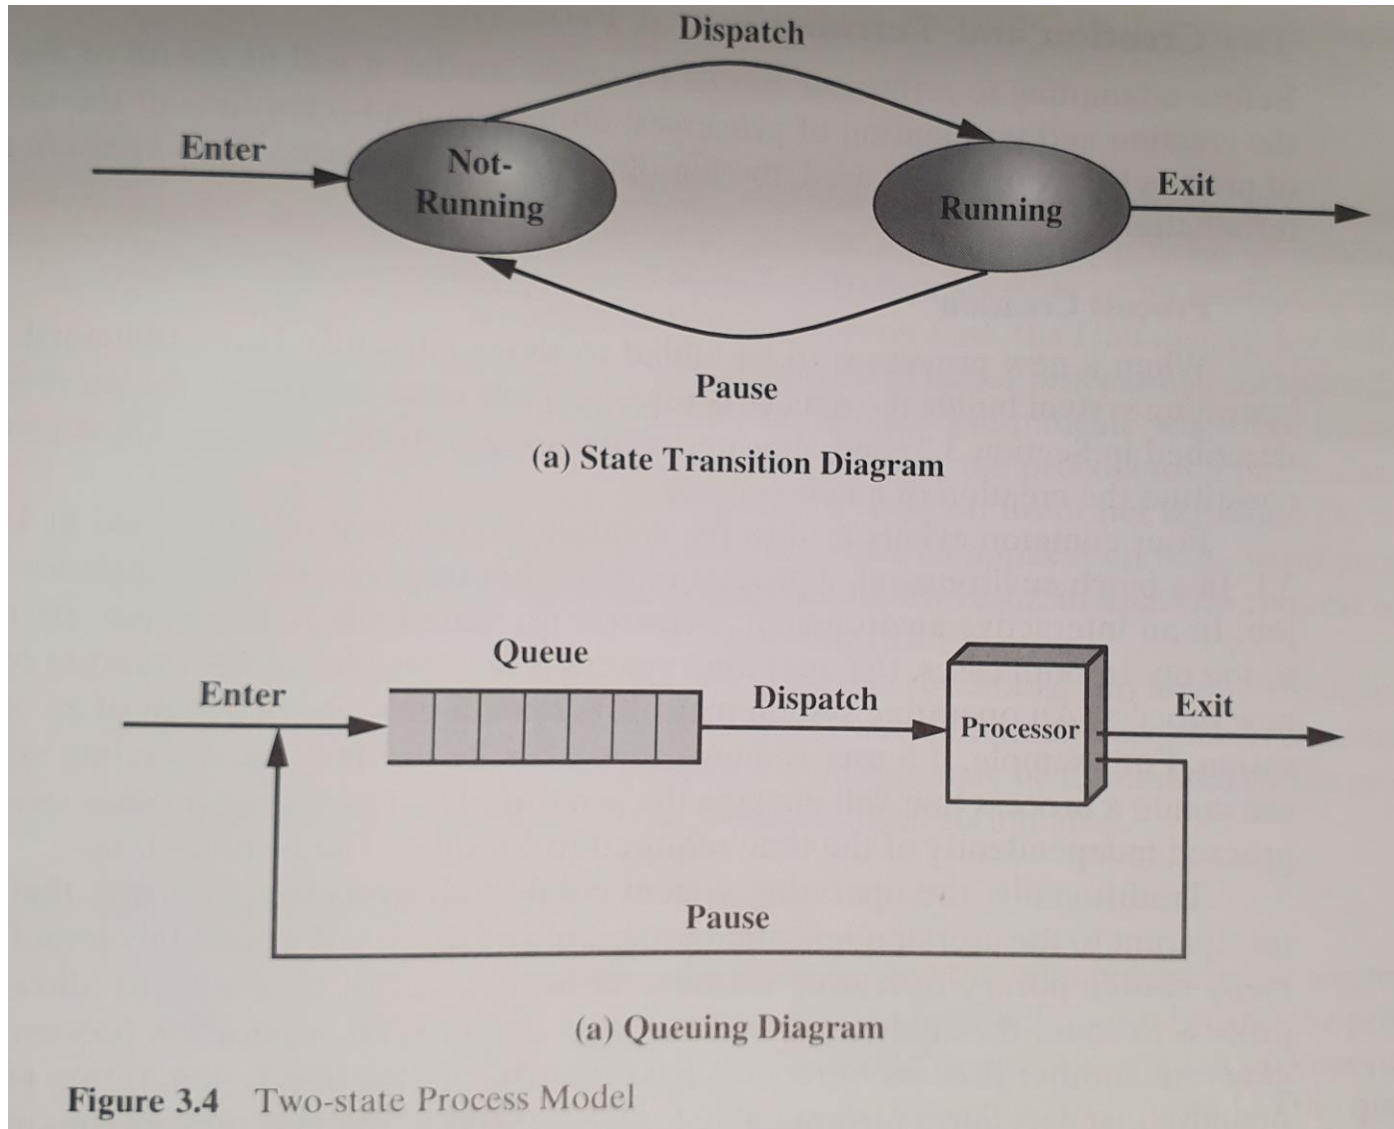 Dispatch
Enter
Not-
Running
Running
Exit
Pause
(a) State Transition Diagram
Queue
Enter
Dispatch
Processor
Exit
Pause
(a) Queuing Diagram
Figure 3.4 Two-state Process Model